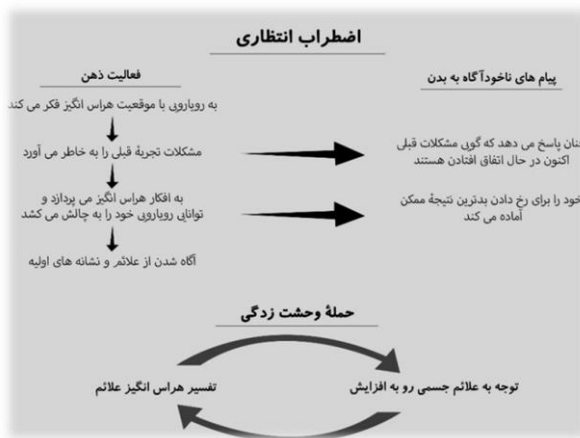 اضطراب انتظاری
پیام های ناخودآگاه به بدن
فعالیت ذهن
به رویارویی با موقعیت هراس انگیز فکر می کند
مشکلات تجربهٔ قبلی را به خاطر می آورد
چنان پاسخ می دهد که گویی مشکلات قبلی
اکنون در حال اتفاق افتادن هستند
به افکار هراس انگیز می پردازد و
توانایی رویارویی خود را به چالش می کشد
خود را برای رخ دادن بدترین نتیجهٔ ممکن
آماده می کند
آگاه شدن از علائم و نشانه های اولیه
حملهٔ وحشت زدگی
توجه به علائم جسمی رو به افزایش
تفسیر هراس انگیز علائم